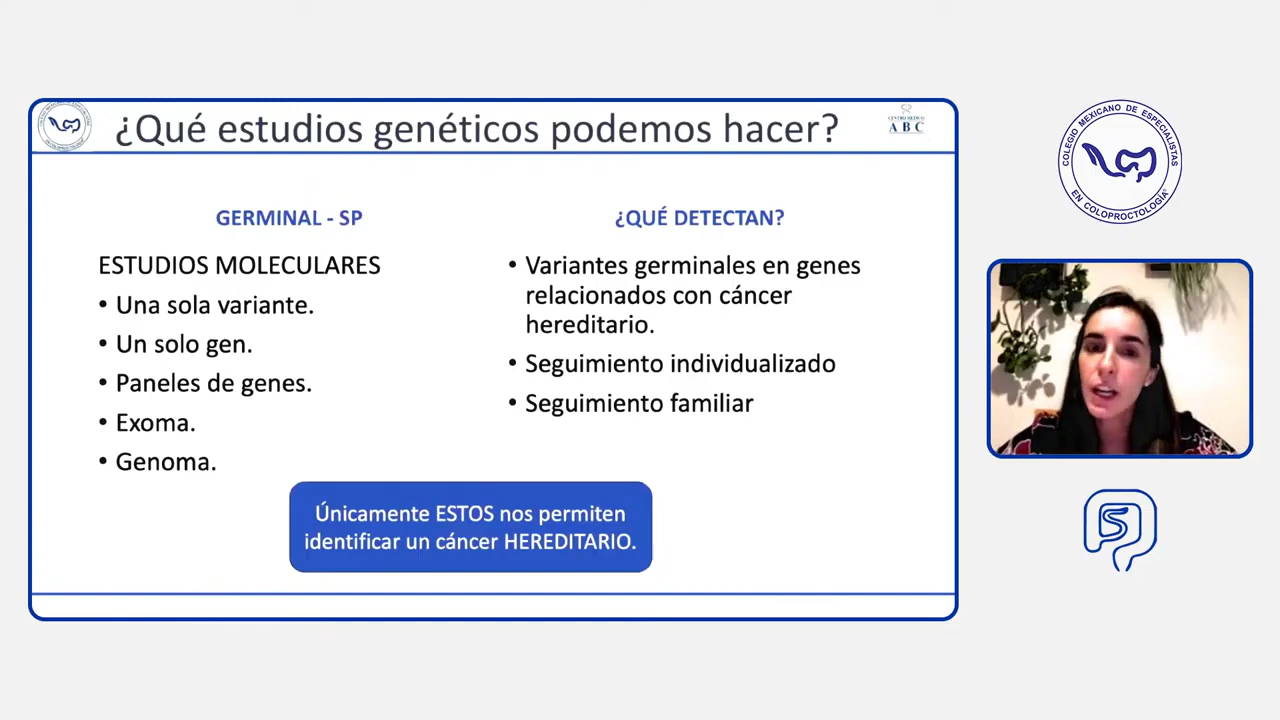 ¿Qué estudios genéticos podemos hacer?
CENTRO MÉDICO
ABC
GERMINAL - SP
ESTUDIOS MOLECULARES
• Una sola variante.
• Un solo gen.
• Paneles de genes.
• Exoma.
• Genoma.
¿QUÉ DETECTAN?
• Variantes germinales en genes
relacionados con cáncer
hereditario.
• Seguimiento individualizado
• Seguimiento familiar
Únicamente ESTOS nos permiten
identificar un cáncer HEREDITARIO.
COLEGIO MEXICANO DE ESPECIALISTAS
EN COLOPROCTOLOGÍA